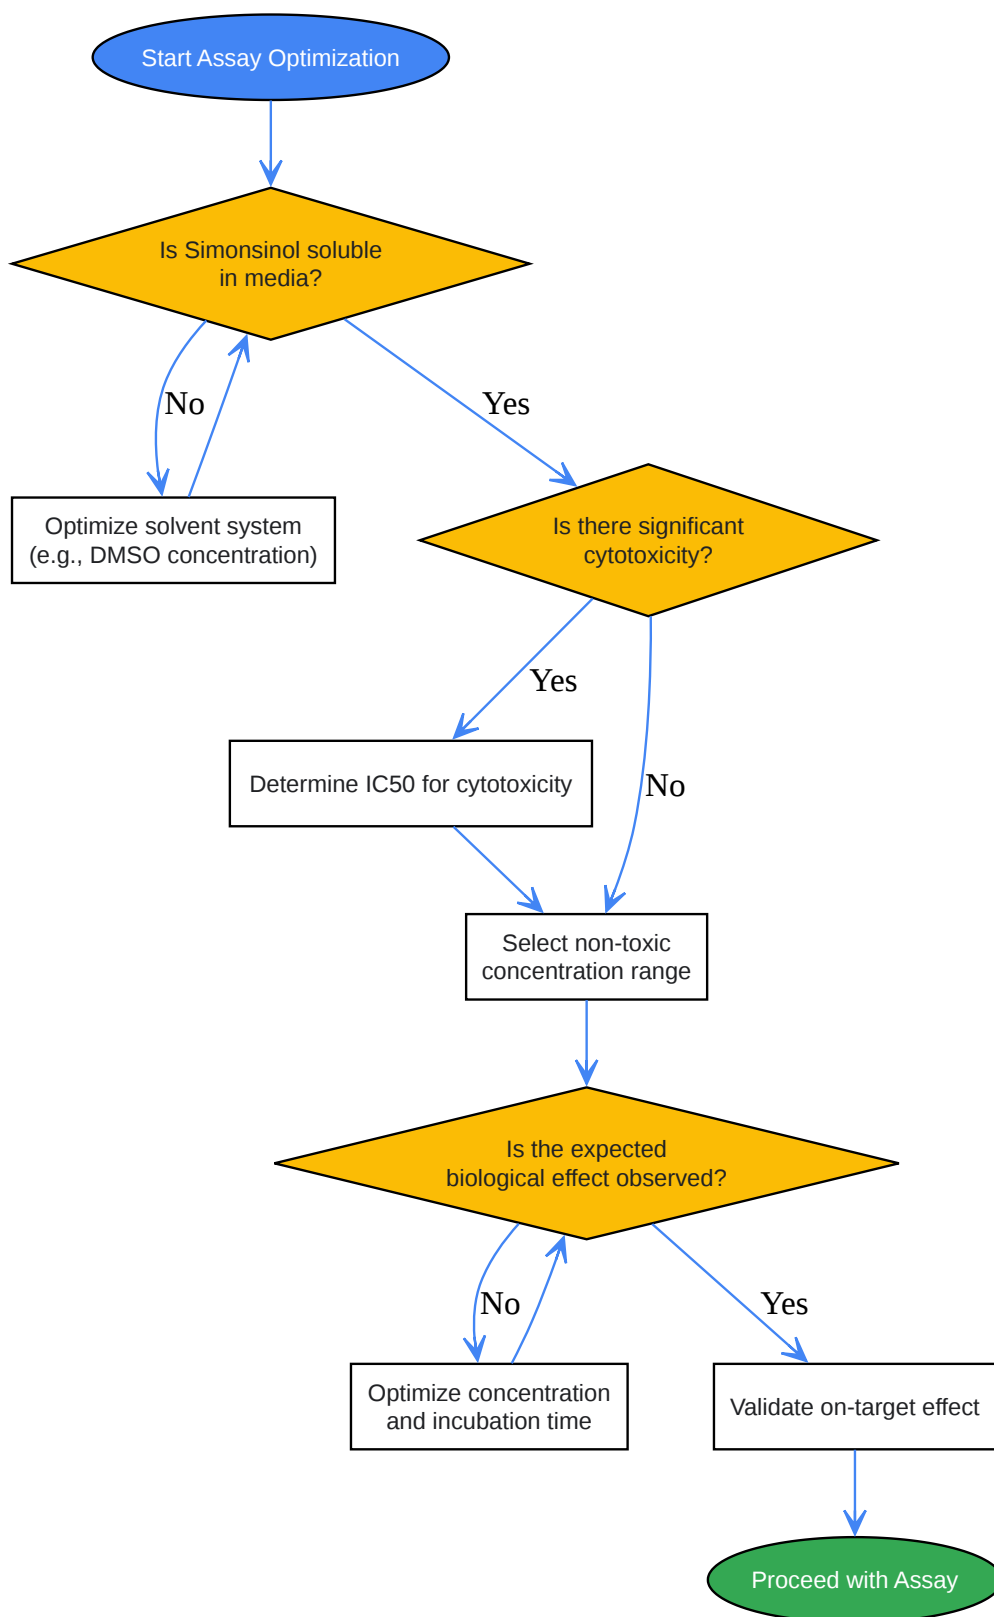 Start Assay Optimization
Is Simonsinol soluble
in media?
No
Yes
Optimize solvent system
(e.g., DMSO concentration)
Is there significant
cytotoxicity?
Yes
No
Determine IC50 for cytotoxicity
Select non-toxic
concentration range
Is the expected
biological effect observed?
No
Yes
Optimize concentration
and incubation time
Validate on-target effect
Proceed with Assay